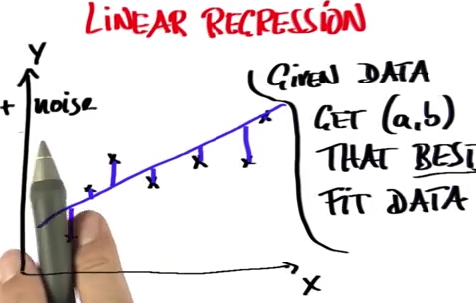 LINEAR REGRESSION
Y
+ noise
GIVEN DATA
GET (a,b)
THAT BEST
FIT DATA
X